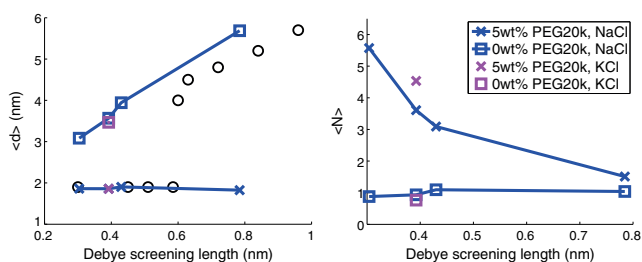 6
5
4
3
2
1
<d> (nm)
0.2
0.4
0.6
0.8
1
Debye screening length (nm)
6
5
4
3
2
1
0
<N>
5wt% PEG20k, NaCl
0wt% PEG20k, NaCl
5wt% PEG20k, KCl
0wt% PEG20k, KCl
0.4
0.5
0.6
0.7
0.8
Debye screening length (nm)